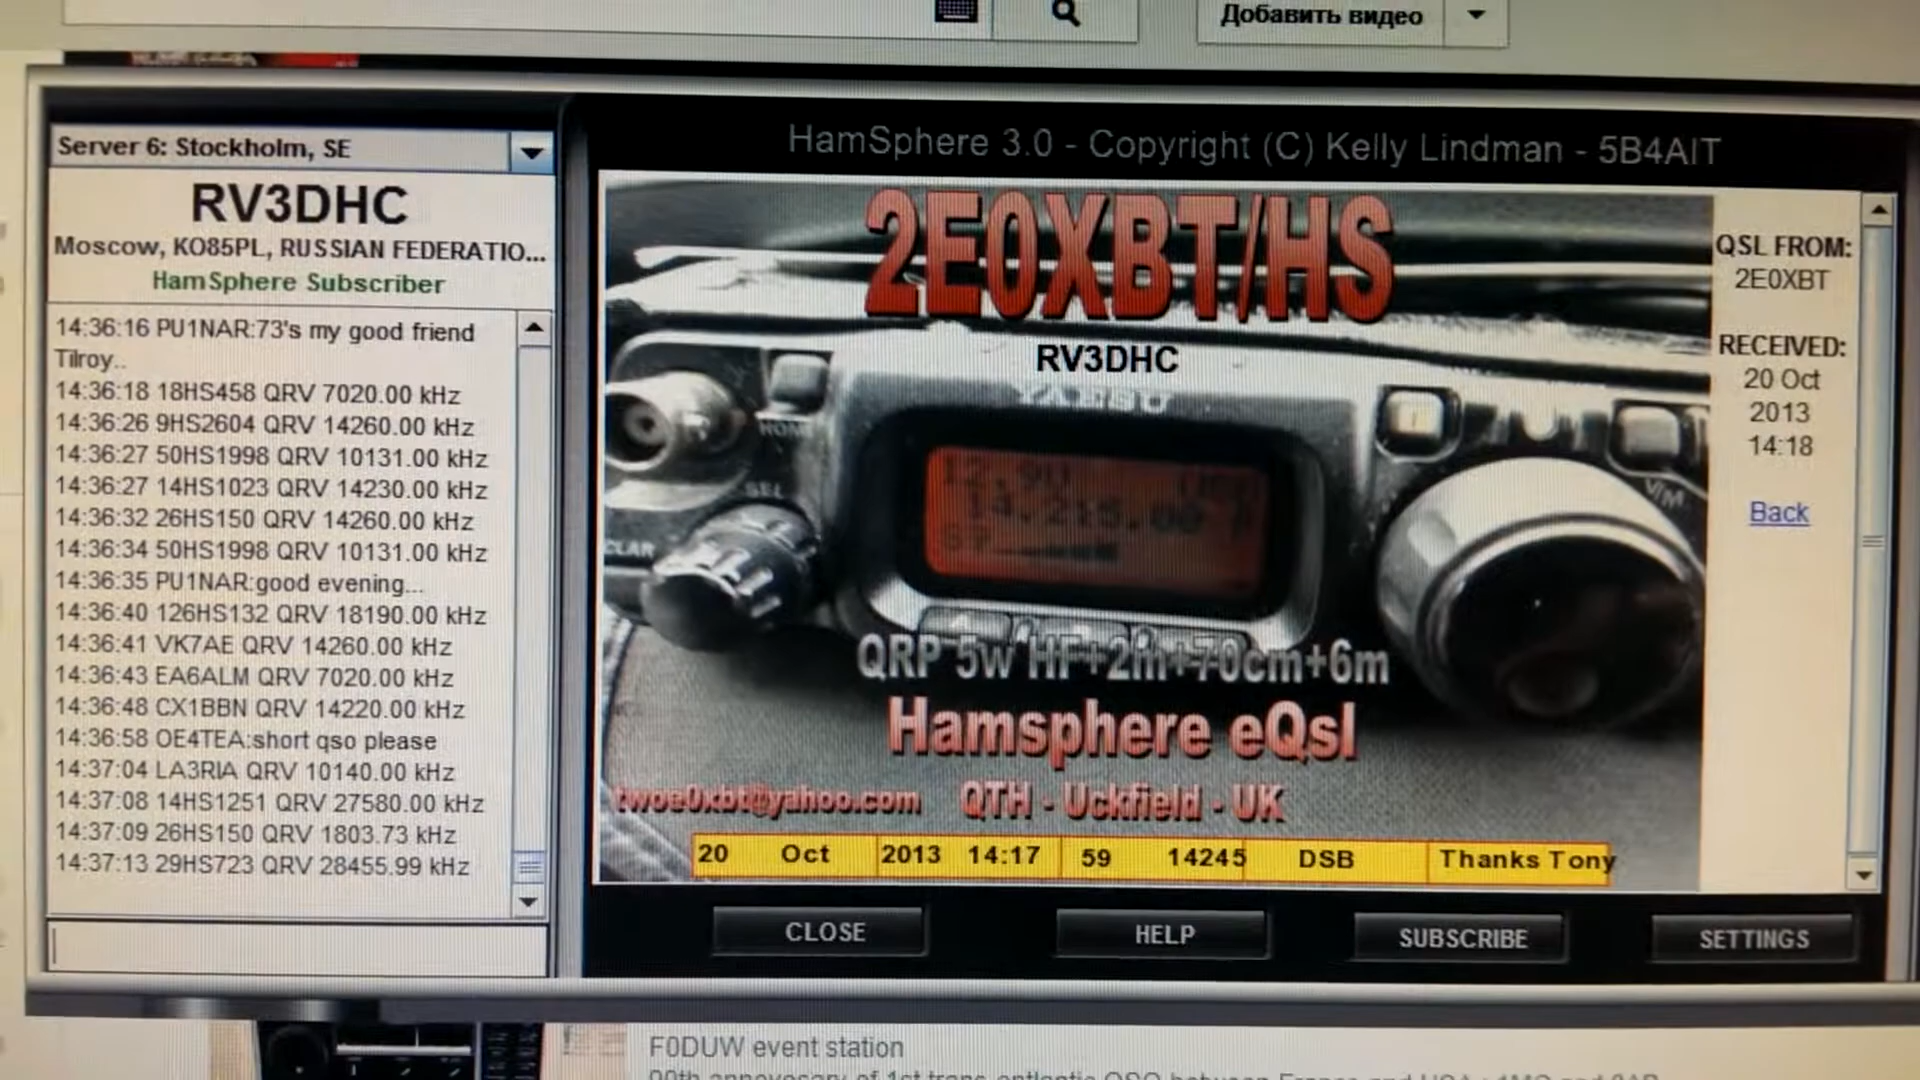 Добавить видео
HamSphere 3.0 - Copyright (C) Kelly Lindman - 5B4AIT
Server 6: Stockholm, SE
RV3DHC
Moscow, KO85PL, RUSSIAN FEDERATIO...
HamSphere Subscriber
14:36:16 PU1NAR:73's my good friend
Tilroy..
14:36:18 18HS458 QRV 7020.00 kHz
14:36:26 9HS2604 QRV 14260.00 kHz
14:36:27 50HS1998 QRV 10131.00 kHz
14:36:27 14HS1023 QRV 14230.00 kHz
14:36:32 26HS150 QRV 14260.00 kHz
14:36:34 50HS1998 QRV 10131.00 kHz
14:36:35 PU1NAR:good evening...
14:36:40 126HS132 QRV 18190.00 kHz
14:36:41 VK7AE QRV 14260.00 kHz
14:36:43 EA6ALM QRV 7020.00 kHz
14:36:48 CX1BBN QRV 14220.00 kHz
14:36:58 OE4TEA:short qso please
14:37:04 LA3RIA QRV 10140.00 kHz
14:37:08 14HS1251 QRV 27580.00 kHz
14:37:09 26HS150 QRV 1803.73 kHz
14:37:13 29HS723 QRV 28455.99 kHz
2E0XBT/HS
RV3DHC
YAESU
HOME
SEL
CLAR
V/M
QRP 5w HF+2m+70cm+6m
Hamsphere eQsl
twoe0xbt@yahoo.com QTH - Uckfield - UK
20 Oct 2013 14:17 59 14245 DSB Thanks Tony
QSL FROM:
2E0XBT
RECEIVED:
20 Oct
2013
14:18
Back
CLOSE HELP SUBSCRIBE SETTINGS
F0DUW event station